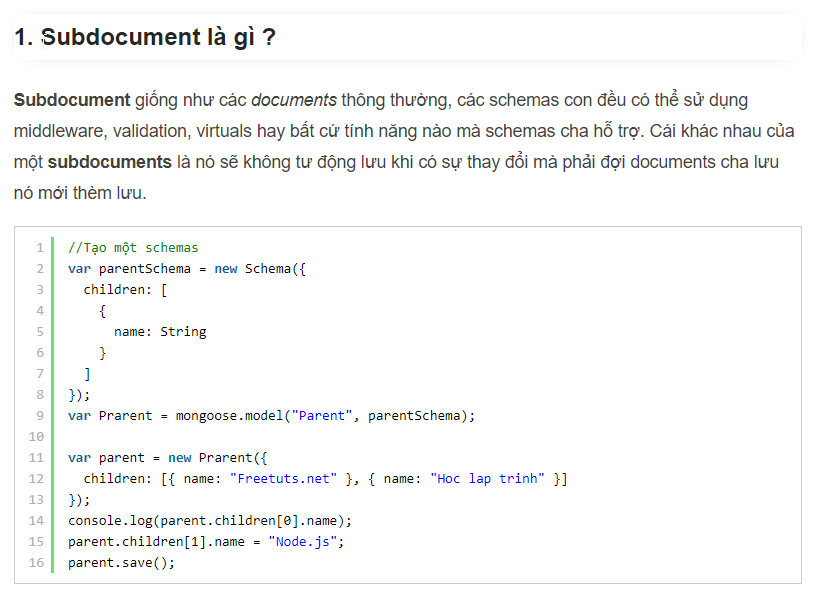 1. Subdocument là gì ?
Subdocument giống như các documents thông thường, các schemas con đều có thể sử dụng
middleware, validation, virtuals hay bất cứ tính năng nào mà schemas cha hỗ trợ. Cái khác nhau của
một subdocuments là nó sẽ không tư động lưu khi có sự thay đổi mà phải đợi documents cha lưu
nó mới thèm lưu.
1 //Tạo một schemas
2 var parentSchema = new Schema({
3   children: [
4     {
5       name: String
6     }
7   ]
8 });
9 var Prarent = mongoose.model("Parent", parentSchema);
10
11 var parent = new Prarent({
12   children: [{ name: "Freetuts.net" }, { name: "Hoc lap trinh" }]
13 });
14 console.log(parent.children[0].name);
15 parent.children[1].name = "Node.js";
16 parent.save();